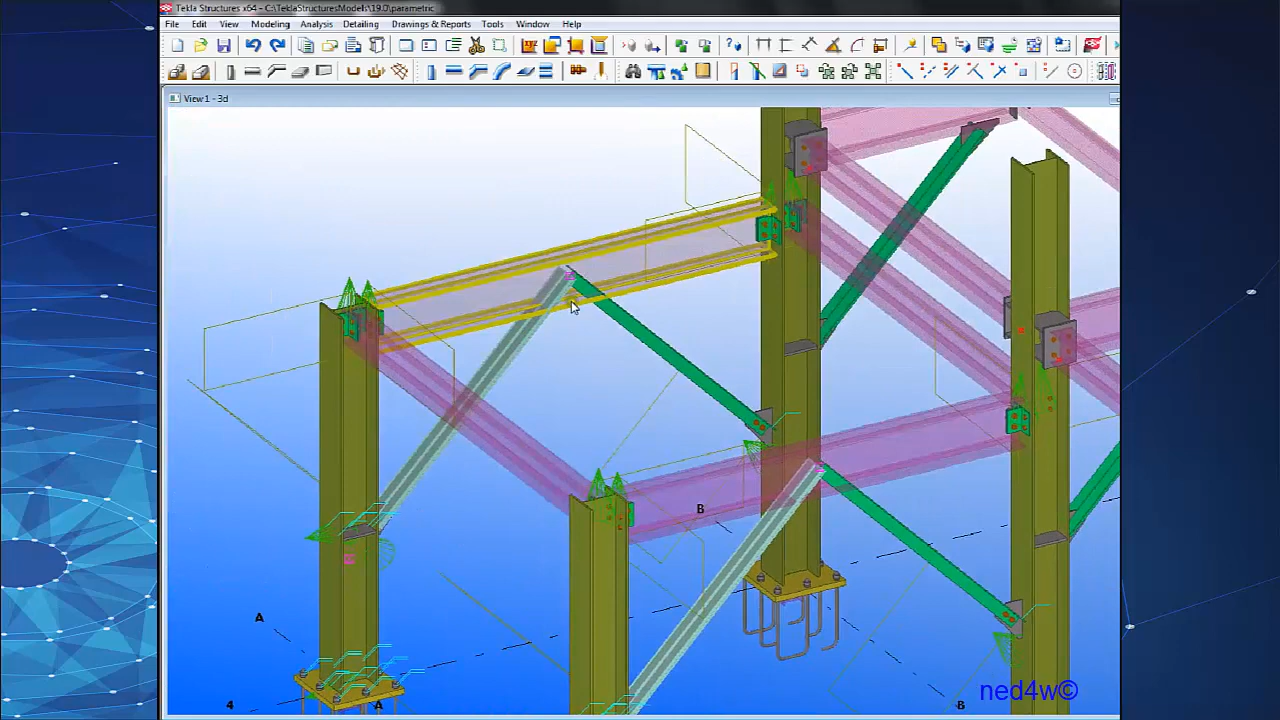 Tekla Structures x64 - C:\TeklaStructuresModels\19.0\parametric
File Edit View Modeling Analysis Detailing Drawings & Reports Tools Window Help
View 1 - 3d
B
A
4
A
B
ned4w©